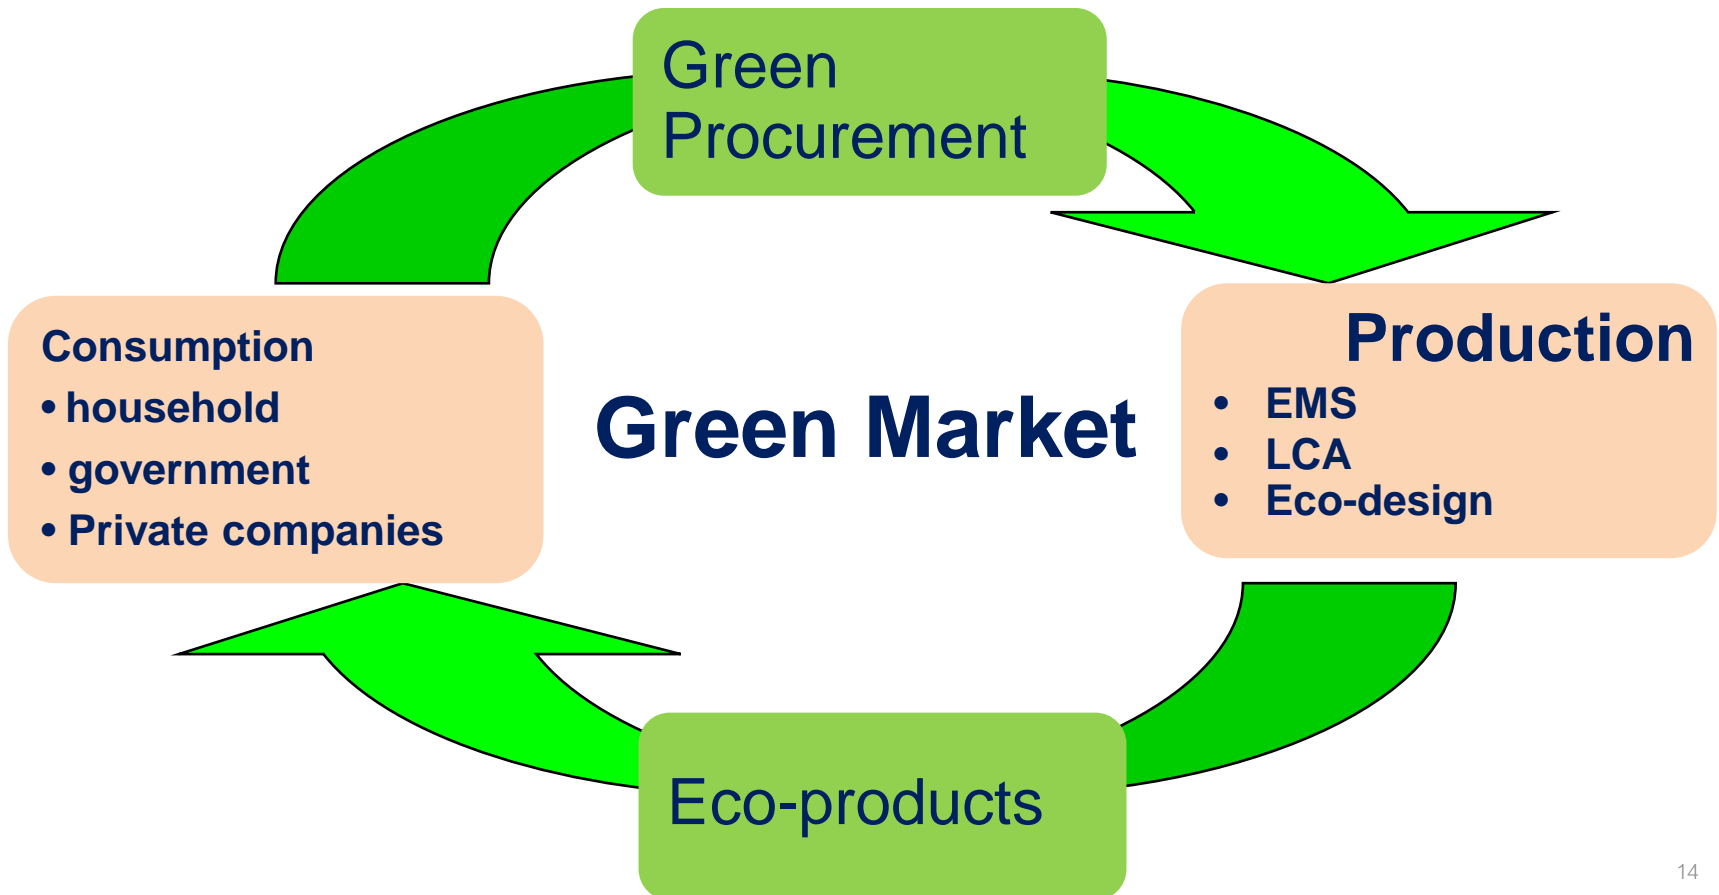 Green
Procurement
Consumption
• household
• government
• Private companies
Green Market
Production
• EMS
• LCA
• Eco-design
Eco-products
14